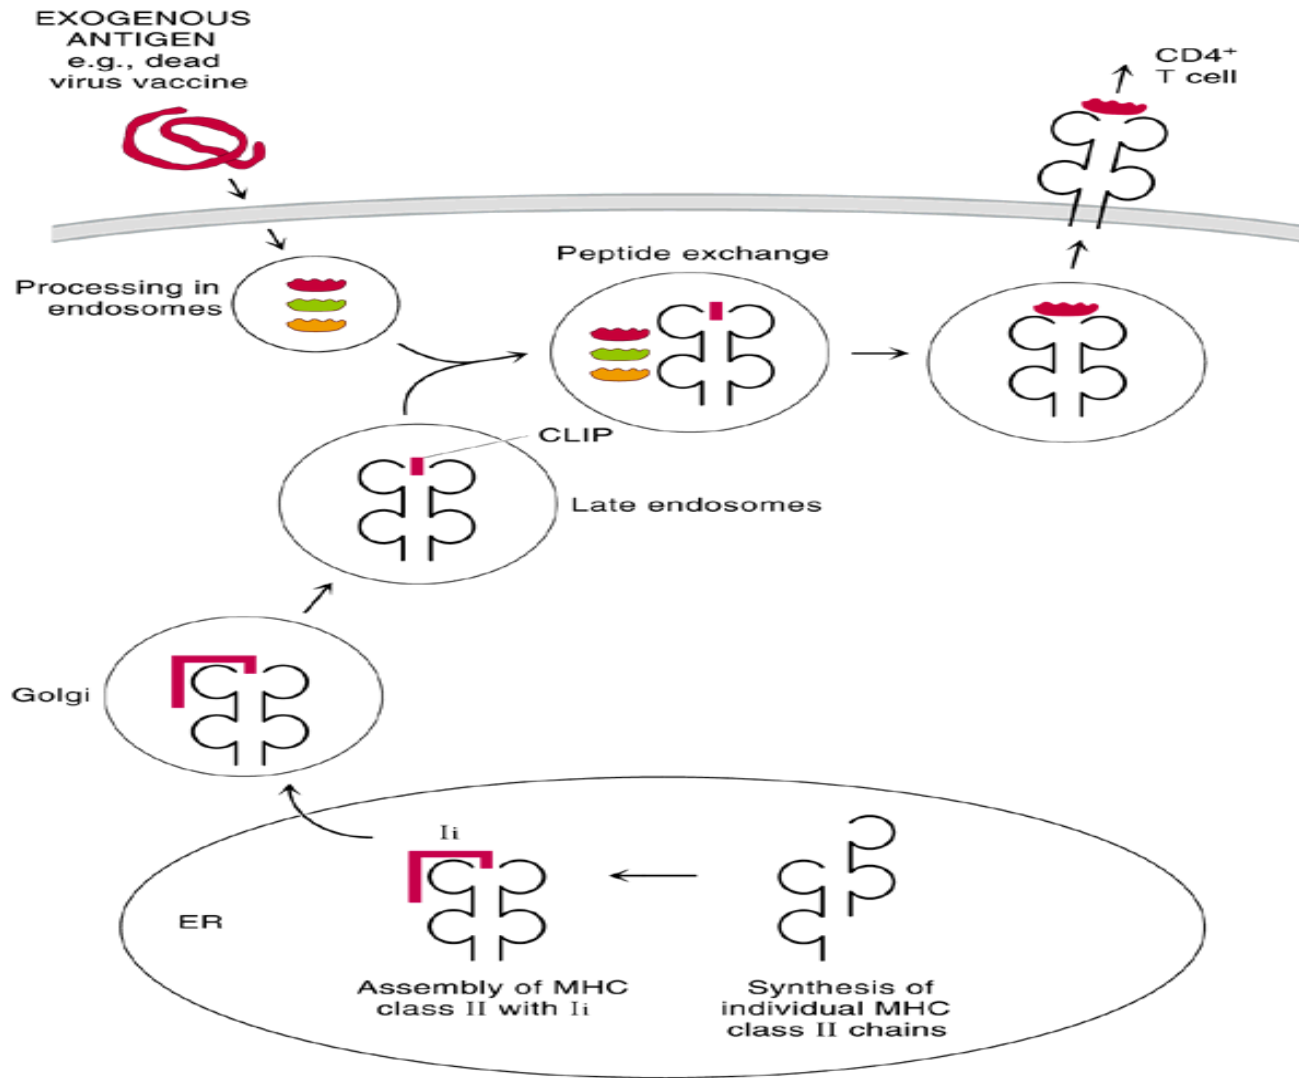 EXOGENOUS
ANTIGEN
e.g., dead
virus vaccine
CD4⁺
T cell
Peptide exchange
Processing in
endosomes
CLIP
Late endosomes
Golgi
Ii
ER
Assembly of MHC
class II with Ii
Synthesis of
individual MHC
class II chains